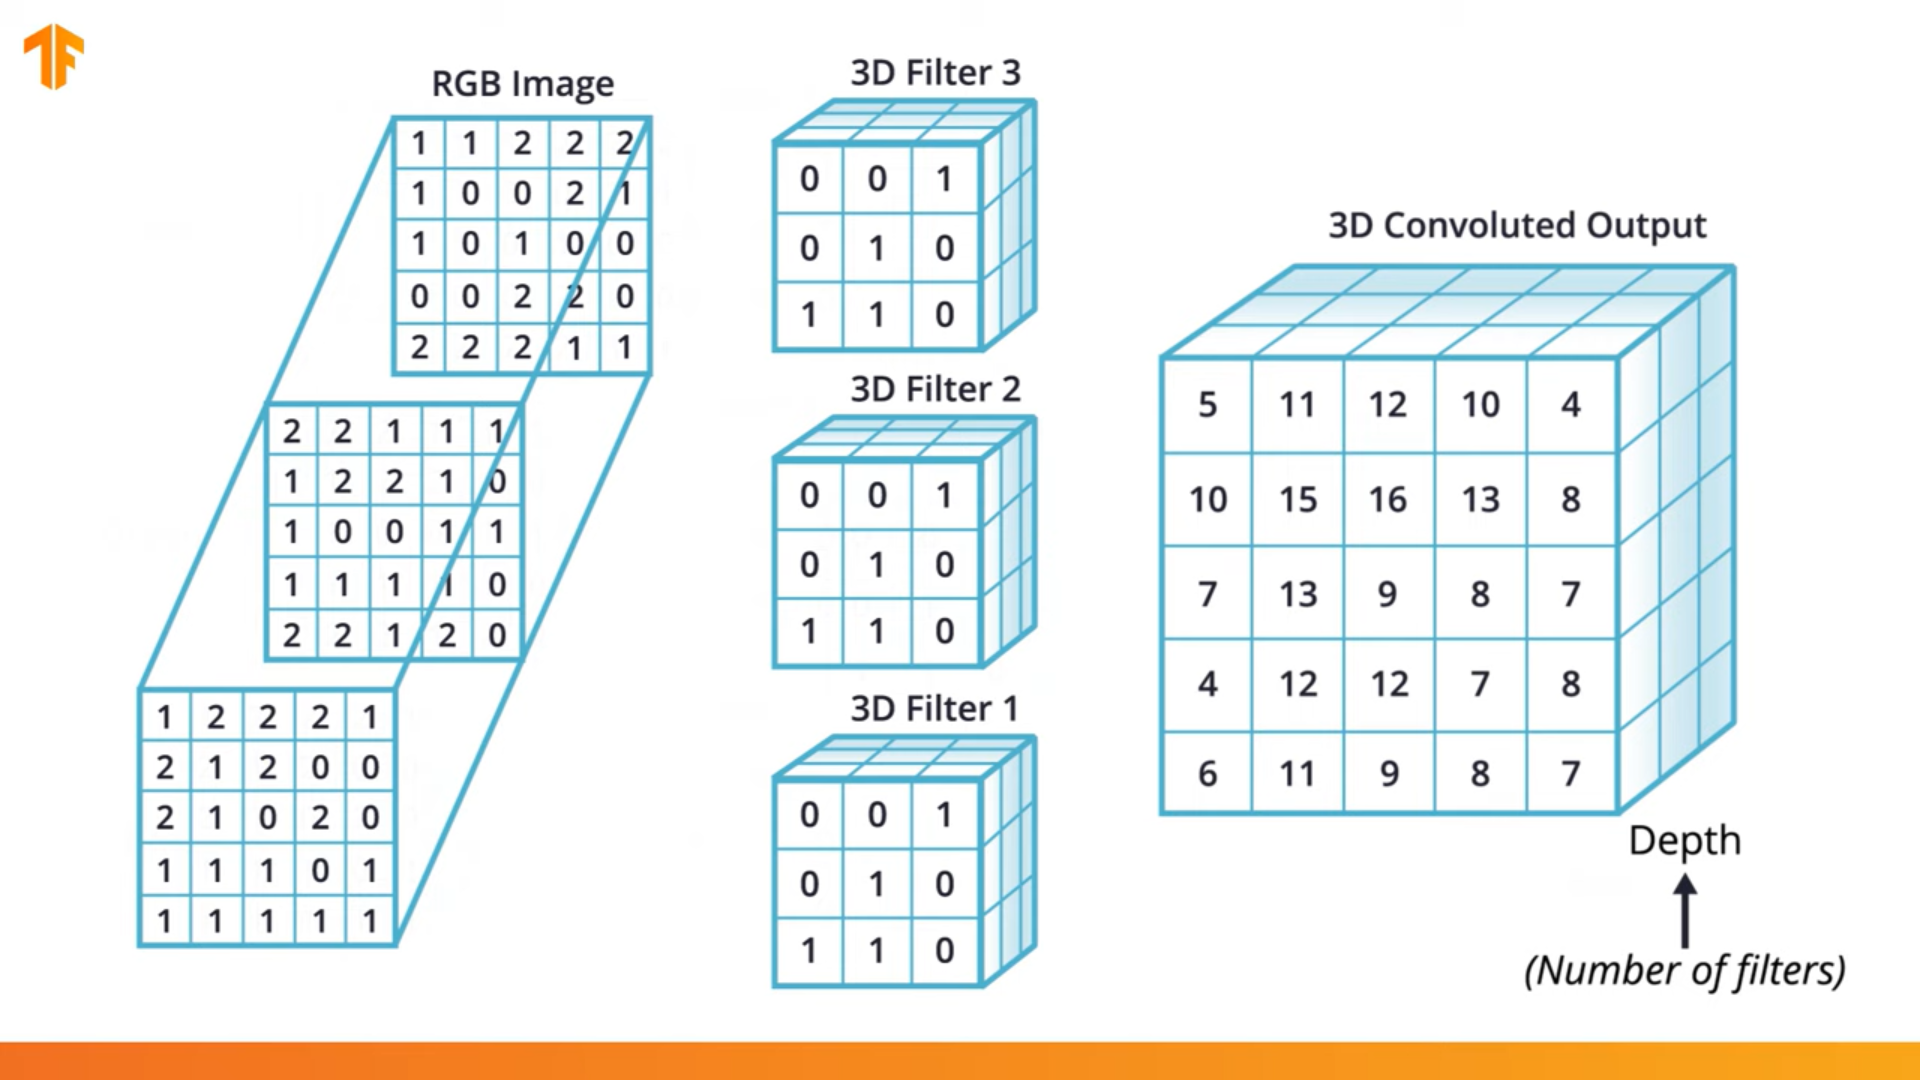 RGB Image
1 1 2 2 2
1 0 0 2 1
1 0 1 0 0
0 0 2 2 0
2 2 2 1 1
2 2 1 1 1
1 2 2 1 0
1 0 0 1 1
1 1 1 1 0
2 2 1 2 0
1 2 2 2 1
2 1 2 0 0
2 1 0 2 0
1 1 1 0 1
1 1 1 1 1
3D Filter 3
0 0 1
0 1 0
1 1 0
3D Filter 2
0 0 1
0 1 0
1 1 0
3D Filter 1
0 0 1
0 1 0
1 1 0
3D Convoluted Output
5 11 12 10 4
10 15 16 13 8
7 13 9 8 7
4 12 12 7 8
6 11 9 8 7
Depth
(Number of filters)